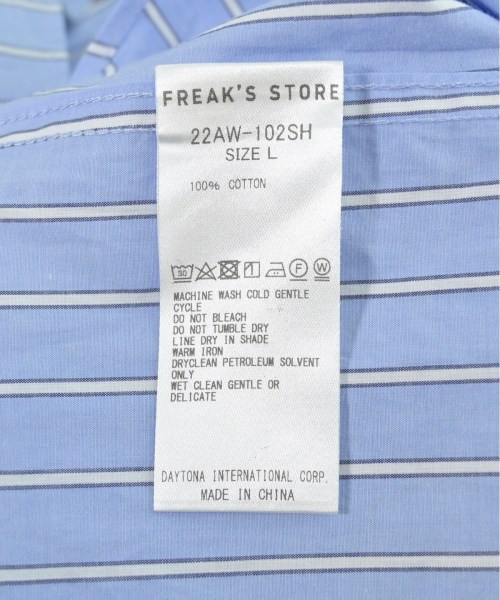 FREAK'S STORE
22AW-102SH
SIZE L
100% COTTON
30 F W
MACHINE WASH COLD GENTLE
CYCLE
DO NOT BLEACH
DO NOT TUMBLE DRY
LINE DRY IN SHADE
WARM IRON
DRYCLEAN PETROLEUM SOLVENT
ONLY
WET CLEAN GENTLE OR
DELICATE
DAYTONA INTERNATIONAL CORP.
MADE IN CHINA